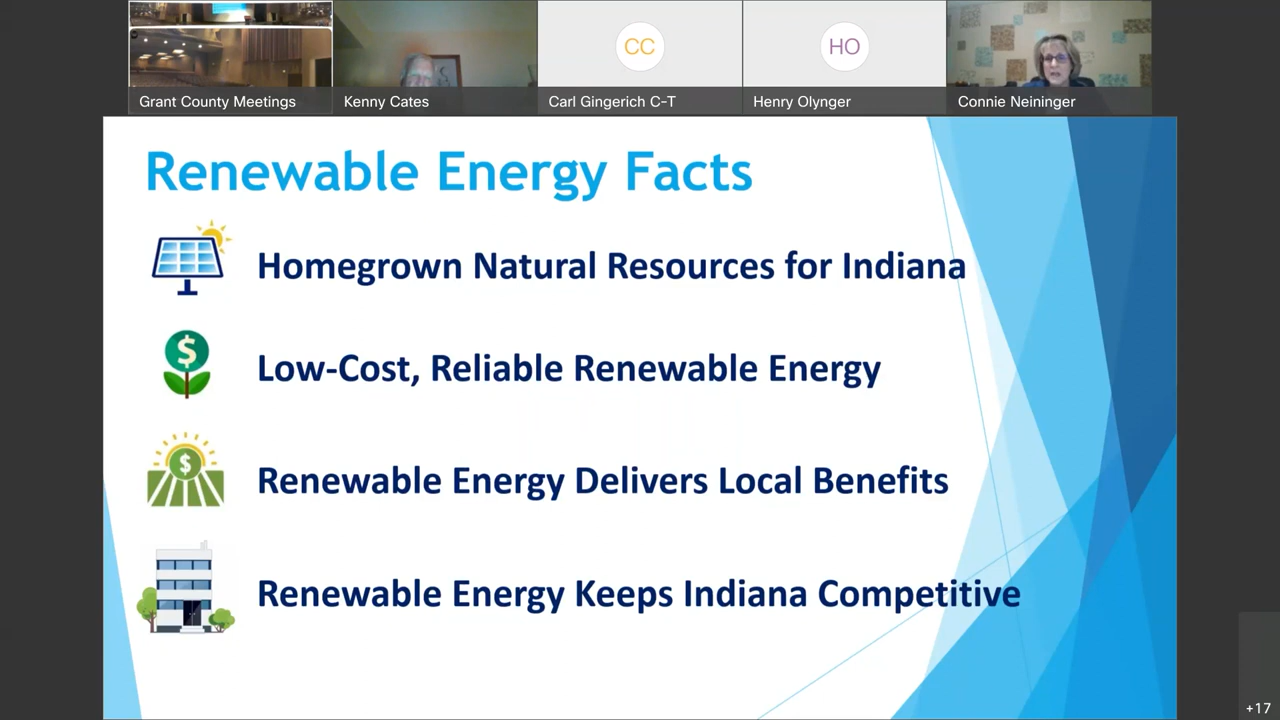 Grant County Meetings
Kenny Cates
CC
Carl Gingerich C-T
HO
Henry Olynger
Connie Neininger
Renewable Energy Facts
Homegrown Natural Resources for Indiana
$
Low-Cost, Reliable Renewable Energy
$
Renewable Energy Delivers Local Benefits
Renewable Energy Keeps Indiana Competitive
+17